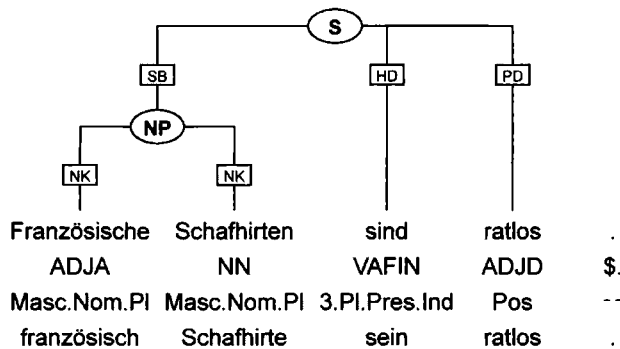 S
SB HD PD
NP
NK NK
Französische Schafhirten sind ratlos .
ADJA NN VAFIN ADJD $.
Masc.Nom.Pl Masc.Nom.Pl 3.Pl.Pres.Ind Pos --
französisch Schafhirte sein ratlos .